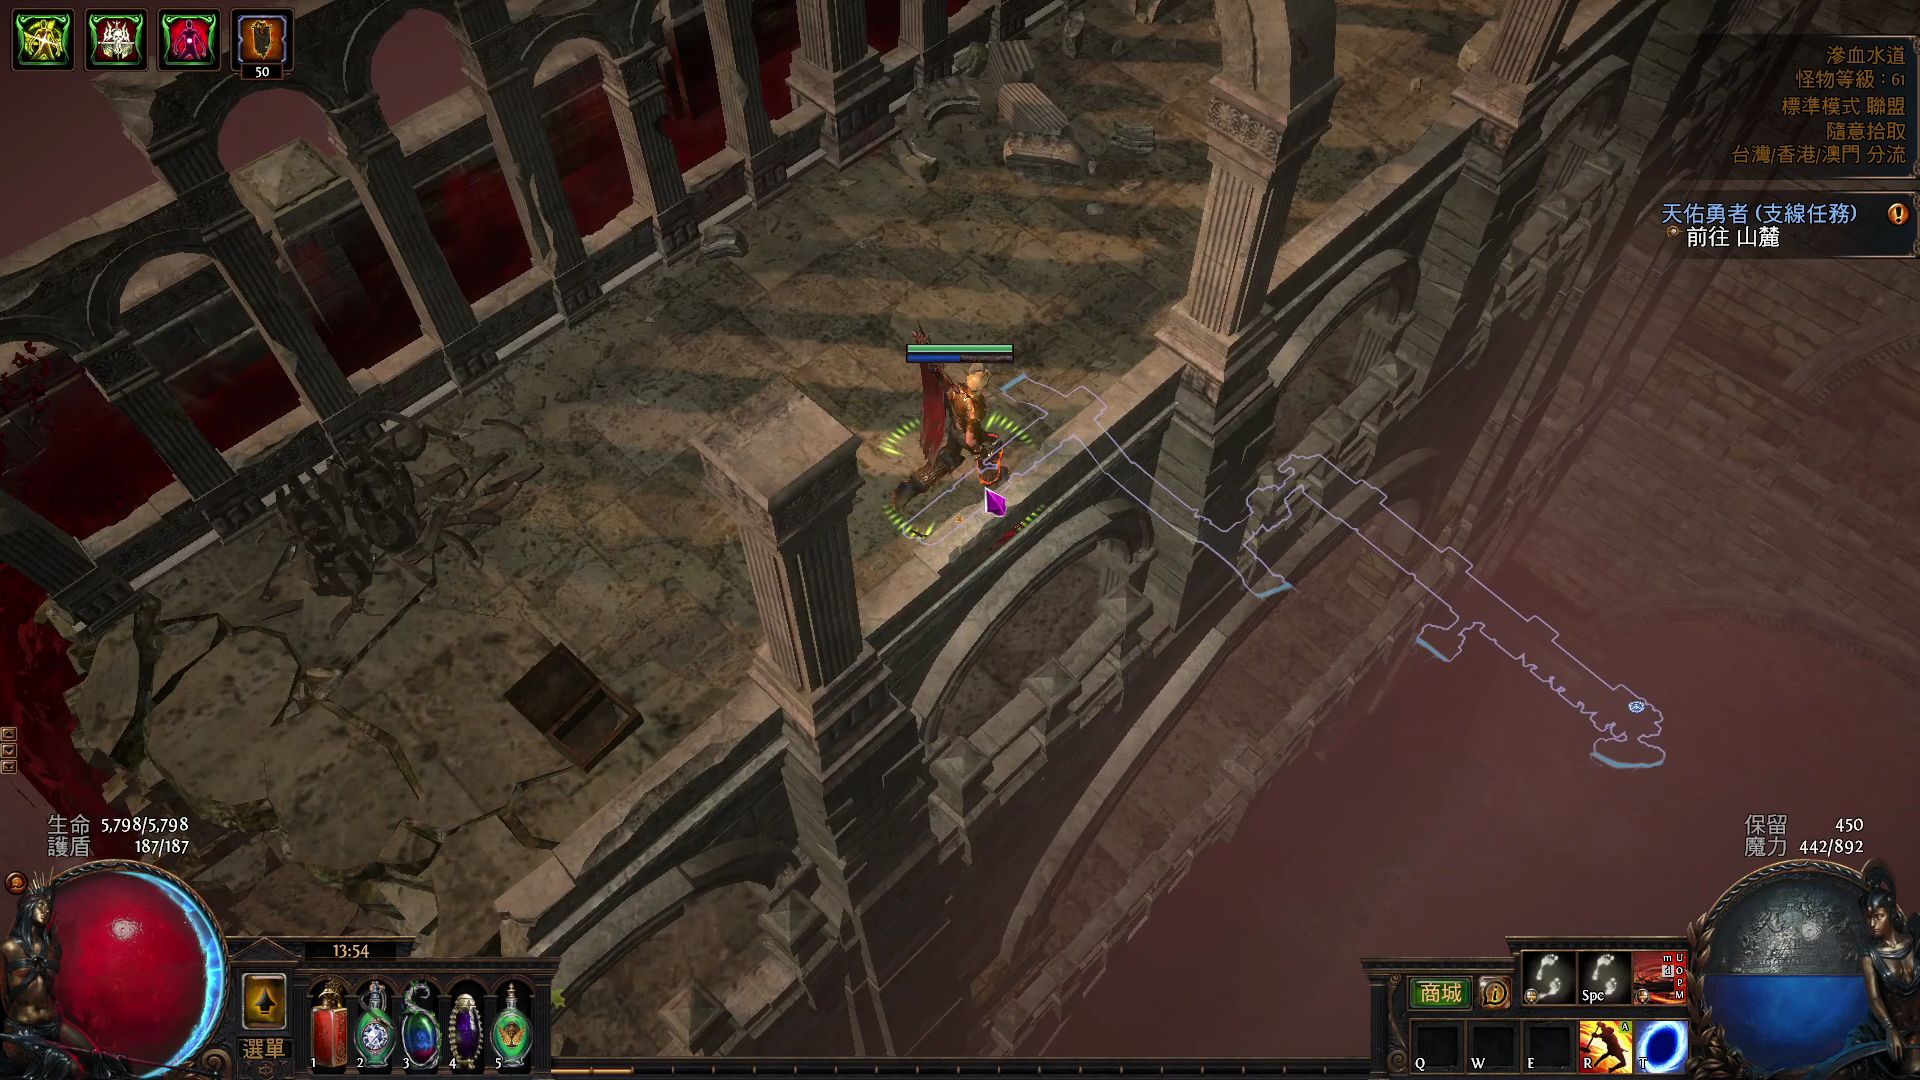 50
滲血水道
怪物等級：61
標準模式 聯盟
隨意拾取
台灣/香港/澳門 分流
天佑勇者 (支線任務)
前往 山麓
生命 5,798/5,798
護盾 187/187
保留 450
魔力 442/892
13:54
選單
1 2 3 4 5
商城
Spc
m U
d O
P
M
A
Q W E R T